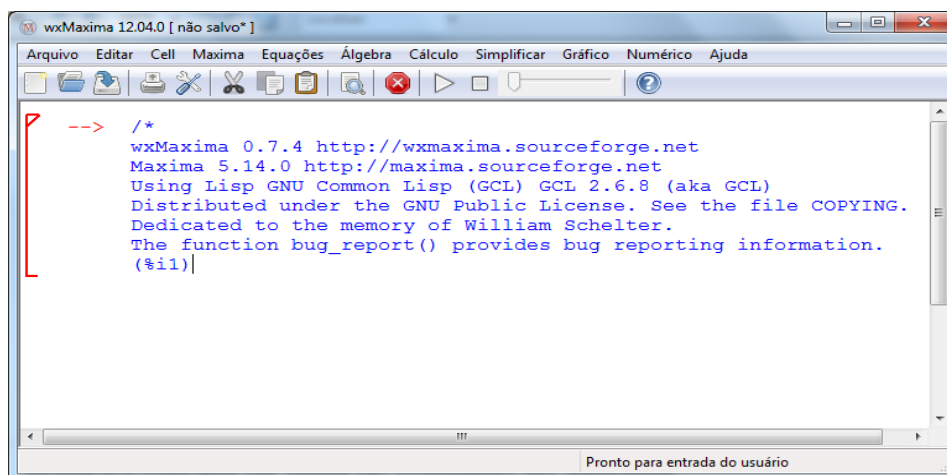 wxMaxima 12.04.0 [ não salvo* ]
Arquivo Editar Cell Maxima Equações Álgebra Cálculo Simplificar Gráfico Numérico Ajuda
--> /*
wxMaxima 0.7.4 http://wxmaxima.sourceforge.net
Maxima 5.14.0 http://maxima.sourceforge.net
Using Lisp GNU Common Lisp (GCL) GCL 2.6.8 (aka GCL)
Distributed under the GNU Public License. See the file COPYING.
Dedicated to the memory of William Schelter.
The function bug_report() provides bug reporting information.
(%i1)
Pronto para entrada do usuário